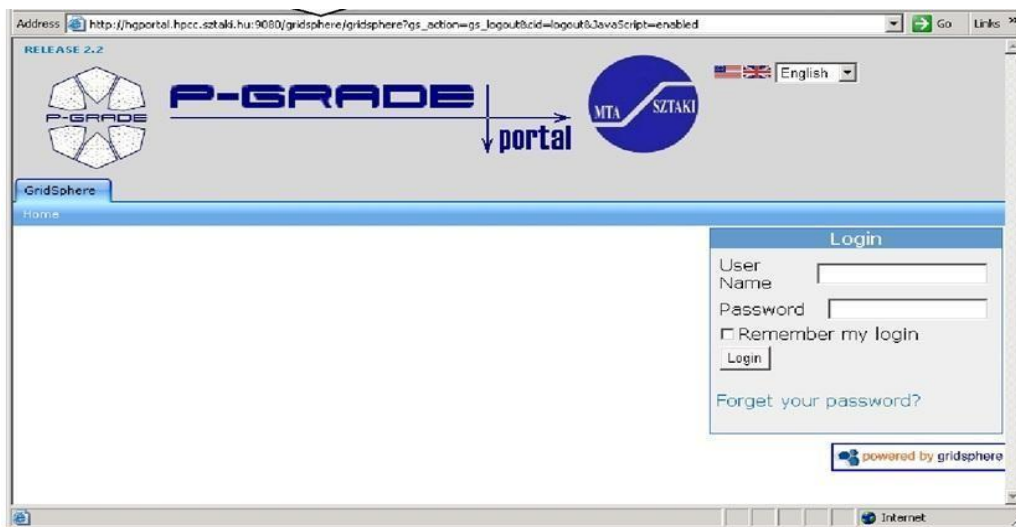 Address http://hgportal.hpcc.sztaki.hu:9080/gridsphere/gridsphere?gs_action=gs_logout&cid=logout&JavaScript=enabled Go Links »
RELEASE 2.2
P-GRADE
P-GRADE
portal
MTA SZTAKI
English
GridSphere
Home
Login
User Name
Password
Remember my login
Login
Forget your password?
powered by gridsphere
Internet